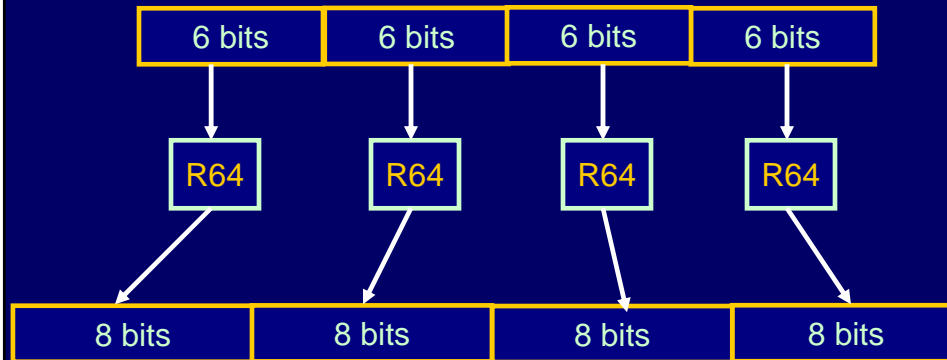 6 bits 6 bits 6 bits 6 bits
R64 R64 R64 R64
8 bits 8 bits 8 bits 8 bits